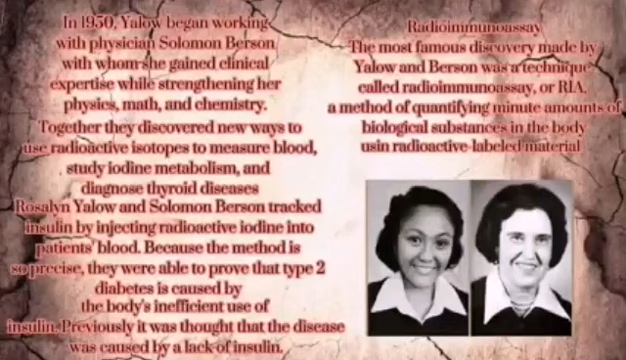 In 1950, Yalow began working
with physician Solomon Berson
with whom she gained clinical
expertise while strengthening her
physics, math, and chemistry.
Together they discovered new ways to
use radioactive isotopes to measure blood,
study iodine metabolism, and
diagnose thyroid diseases
Rosalyn Yalow and Solomon Berson tracked
insulin by injecting radioactive iodine into
patients' blood. Because the method is
so precise, they were able to prove that type 2
diabetes is caused by
the body's inefficient use of
insulin. Previously it was thought that the disease
was caused by a lack of insulin.
Radioimmunoassay
The most famous discovery made by
Yalow and Berson was a technique
called radioimmunoassay, or RIA,
a method of quantifying minute amounts of
biological substances in the body
usin radioactive-labeled material